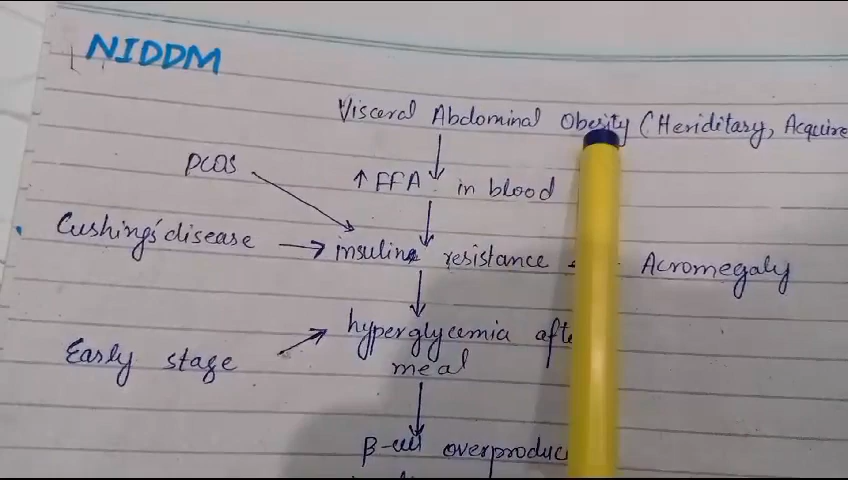 NIDDM
Visceral Abdominal Obesity (Heriditary, Acquire
PCOS
↑ FFA in blood
Cushing's disease → insuline resistance Acromegaly
hyperglycemia afte
Early stage
meal
β-cell overproduc